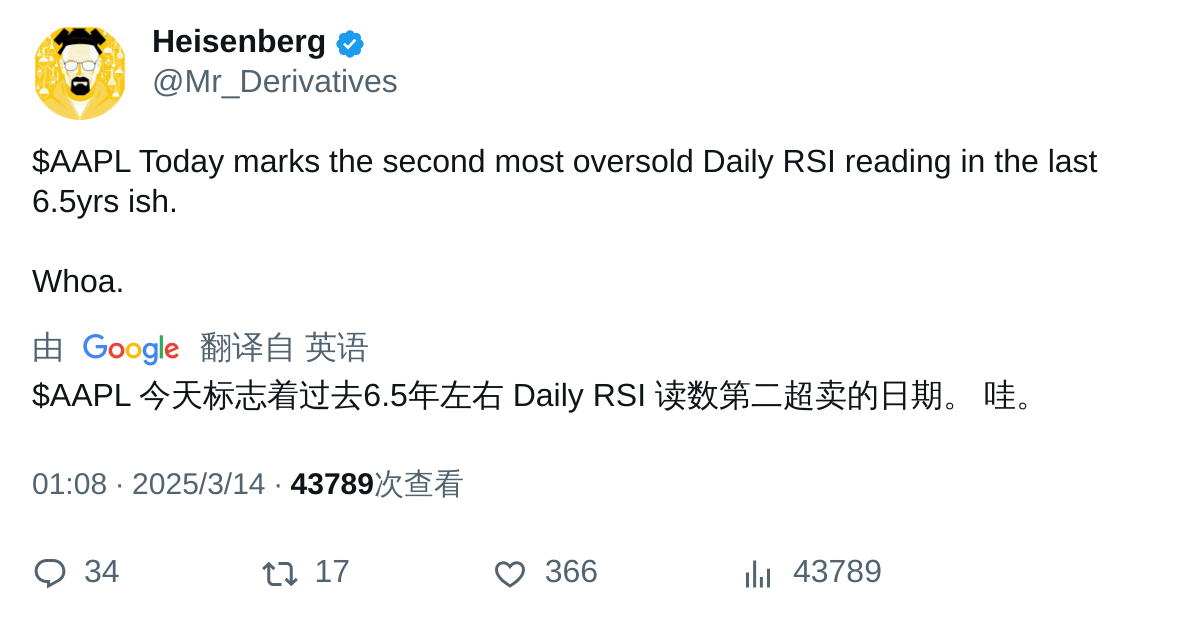 Heisenberg
@Mr_Derivatives
$AAPL Today marks the second most oversold Daily RSI reading in the last
6.5yrs ish.
Whoa.
由 Google 翻译自 英语
$AAPL 今天标志着过去6.5年左右 Daily RSI 读数第二超卖的日期。 哇。
01:08 · 2025/3/14 · 43789次查看
34 17 366 43789